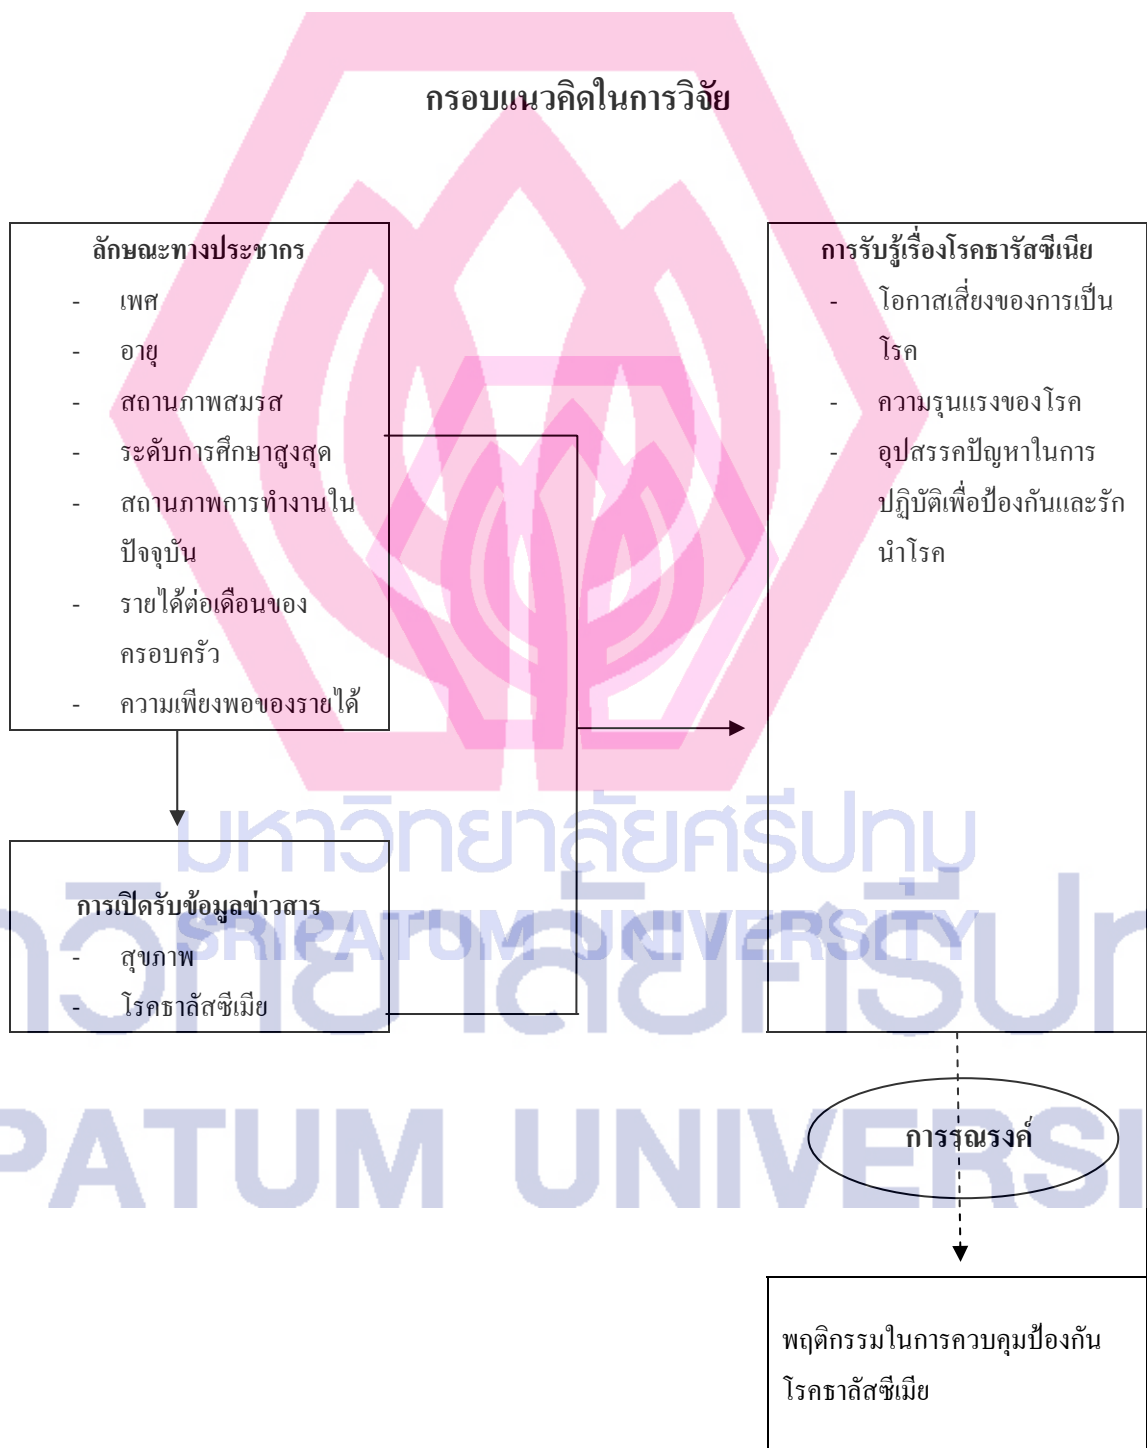 กรอบแนวคิดในการวิจัย
ลักษณะทางประชากร
- เพศ
- อายุ
- สถานภาพสมรส
- ระดับการศึกษาสูงสุด
- สถานภาพการทำงานใน
ปัจจุบัน
- รายได้ต่อเดือนของ
ครอบครัว
- ความเพียงพอของรายได้
การเปิดรับข้อมูลข่าวสาร
- สุขภาพ
- โรคธาลัสซีเมีย
การรับรู้เรื่องโรคธารัสซีเนีย
- โอกาสเสี่ยงของการเป็น
โรค
- ความรุนแรงของโรค
- อุปสรรคปัญหาในการ
ปฏิบัติเพื่อป้องกันและรัก
นำโรค
การรณรงค์
พฤติกรรมในการควบคุมป้องกัน
โรคธาลัสซีเมีย
มหาวิทยาลัยศรีปทุม
SRIPATUM UNIVERSITY
าวิทยาลัยศรีปท
PATUM UNIVERSI